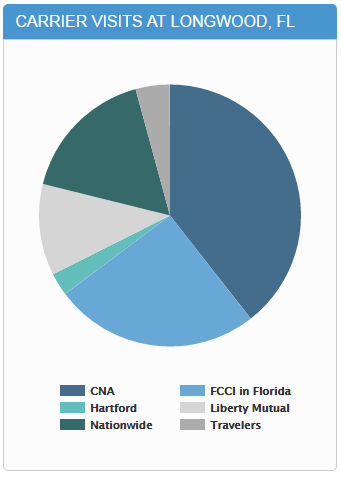 CARRIER VISITS AT LONGWOOD, FL
CNA
FCCI in Florida
Hartford
Liberty Mutual
Nationwide
Travelers